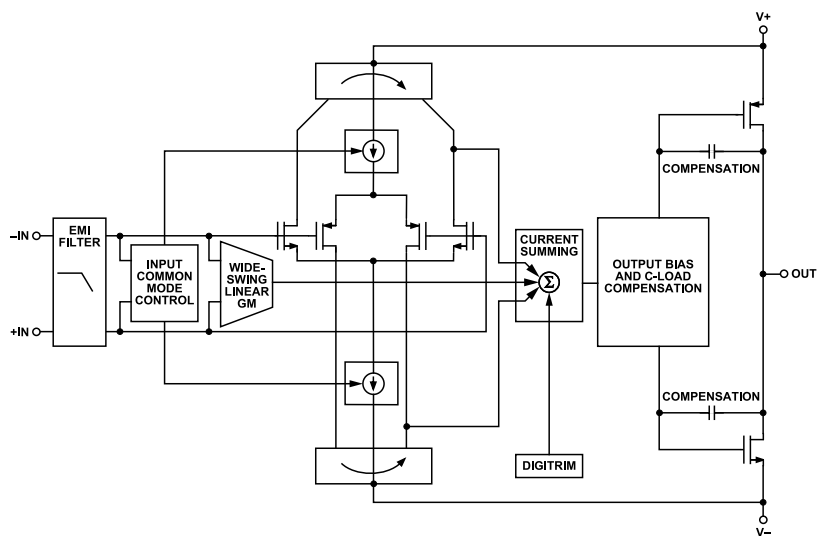 V+
COMPENSATION
–IN
EMI
FILTER
INPUT
COMMON
MODE
CONTROL
WIDE-
SWING
LINEAR
GM
CURRENT
SUMMING
Σ
OUTPUT BIAS
AND C-LOAD
COMPENSATION
OUT
+IN
COMPENSATION
DIGITRIM
V–